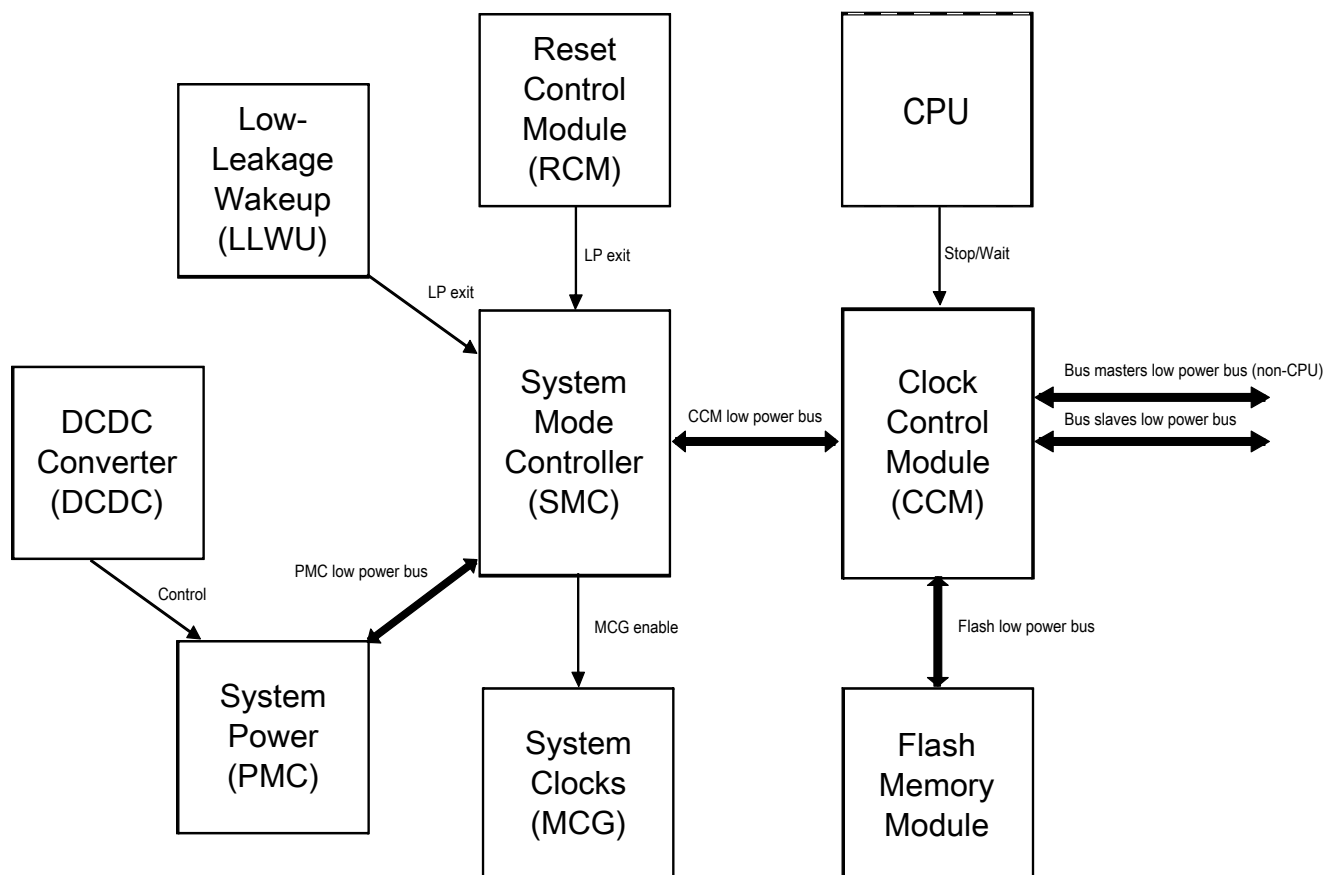 Reset
Control
Module
(RCM)
CPU
Low-
Leakage
Wakeup
(LLWU)
LP exit
Stop/Wait
LP exit
DCDC
Converter
(DCDC)
System
Mode
Controller
(SMC)
CCM low power bus
Clock
Control
Module
(CCM)
Bus masters low power bus (non-CPU)
Bus slaves low power bus
Control
PMC low power bus
MCG enable
Flash low power bus
System
Power
(PMC)
System
Clocks
(MCG)
Flash
Memory
Module